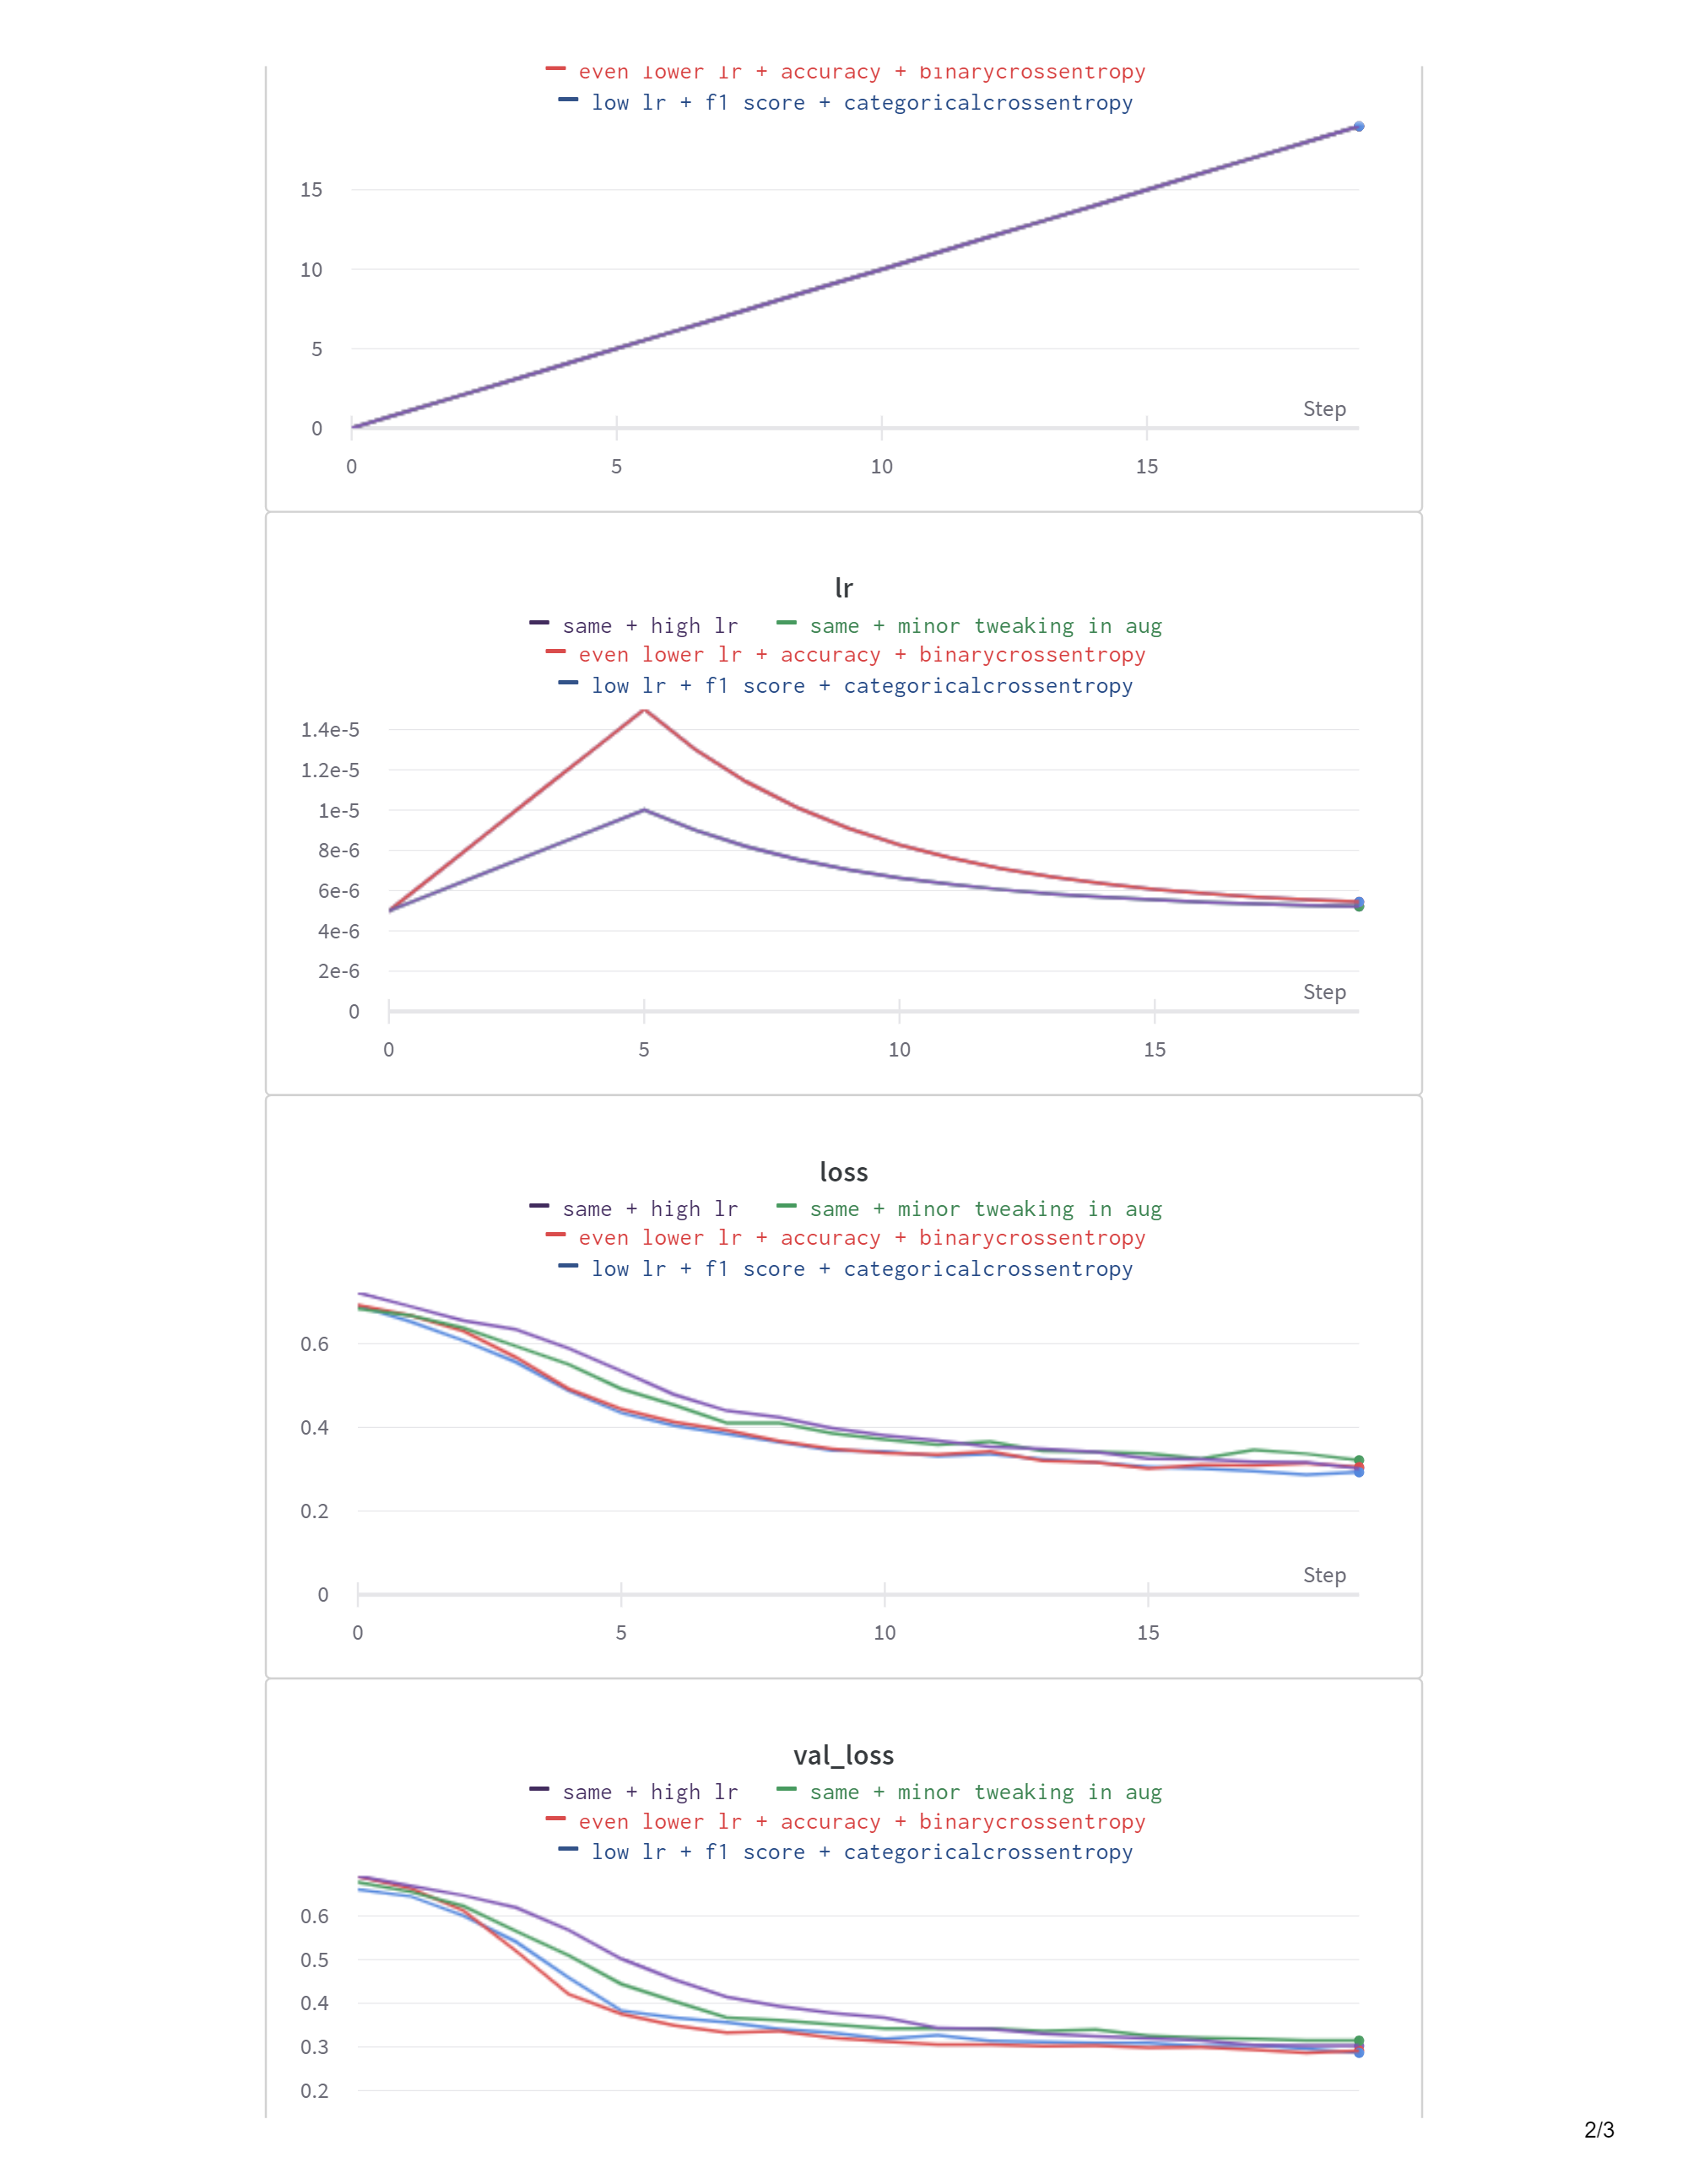 even lower lr + accuracy + binarycrossentropy
low lr + f1 score + categoricalcrossentropy
15
10
5
0
Step
0 5 10 15
lr
same + high lr same + minor tweaking in aug
even lower lr + accuracy + binarycrossentropy
low lr + f1 score + categoricalcrossentropy
1.4e-5
1.2e-5
1e-5
8e-6
6e-6
4e-6
2e-6
0
Step
0 5 10 15
loss
same + high lr same + minor tweaking in aug
even lower lr + accuracy + binarycrossentropy
low lr + f1 score + categoricalcrossentropy
0.6
0.4
0.2
0
Step
0 5 10 15
val_loss
same + high lr same + minor tweaking in aug
even lower lr + accuracy + binarycrossentropy
low lr + f1 score + categoricalcrossentropy
0.6
0.5
0.4
0.3
0.2
2/3